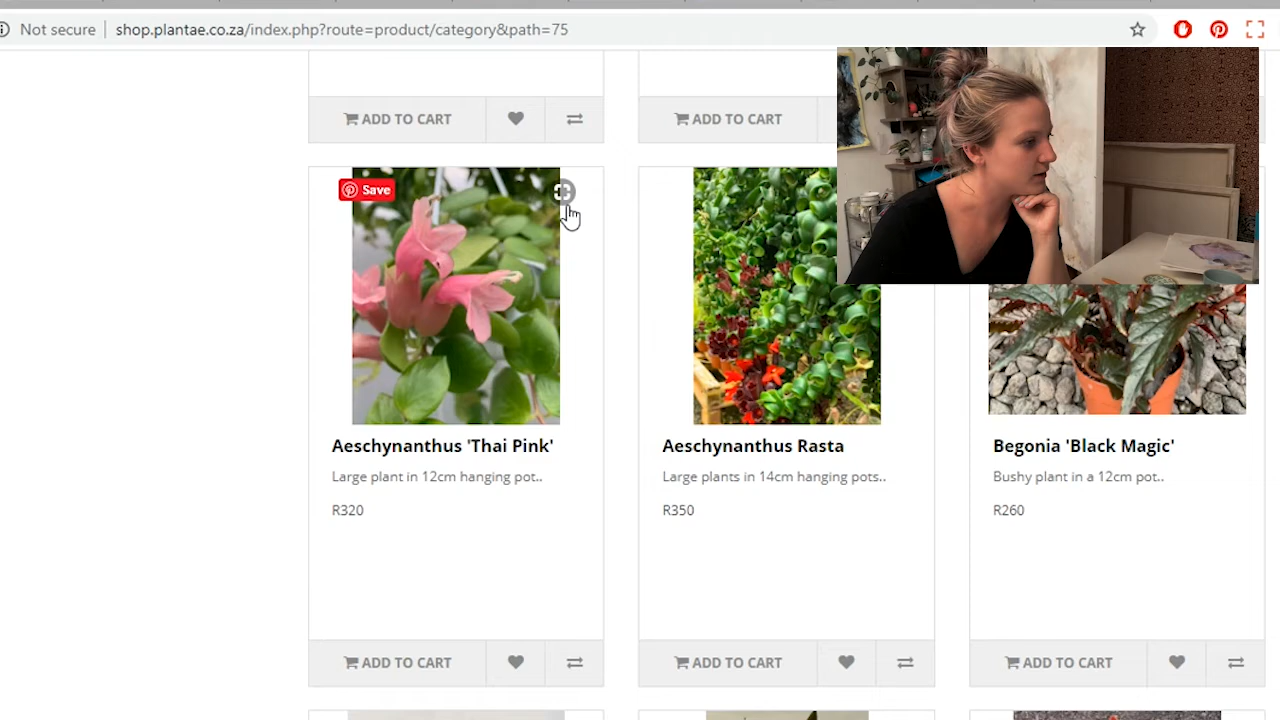 Not secure
shop.plantae.co.za/index.php?route=product/category&path=75
ADD TO CART
ADD TO CART
Save
Aeschynanthus 'Thai Pink'
Large plant in 12cm hanging pot..
R320
ADD TO CART
Aeschynanthus Rasta
Large plants in 14cm hanging pots..
R350
ADD TO CART
Begonia 'Black Magic'
Bushy plant in a 12cm pot..
R260
ADD TO CART